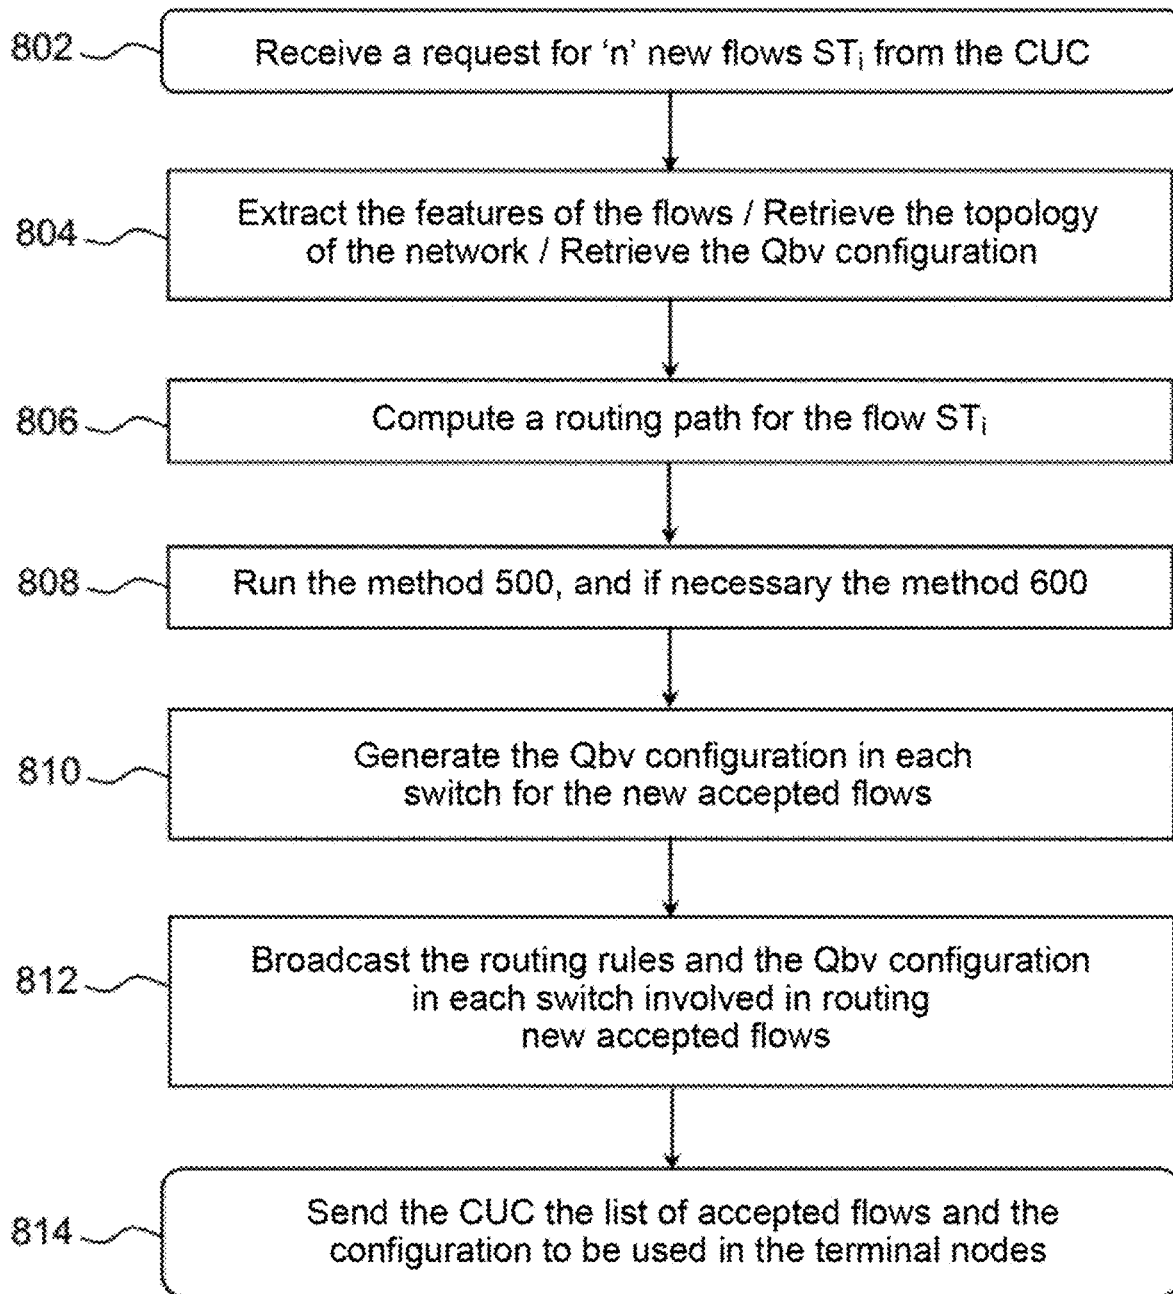 802
Receive a request for ‘n’ new flows STi from the CUC
804
Extract the features of the flows / Retrieve the topology
of the network / Retrieve the Qbv configuration
806
Compute a routing path for the flow STi
808
Run the method 500, and if necessary the method 600
810
Generate the Qbv configuration in each
switch for the new accepted flows
812
Broadcast the routing rules and the Qbv configuration
in each switch involved in routing
new accepted flows
814
Send the CUC the list of accepted flows and the
configuration to be used in the terminal nodes